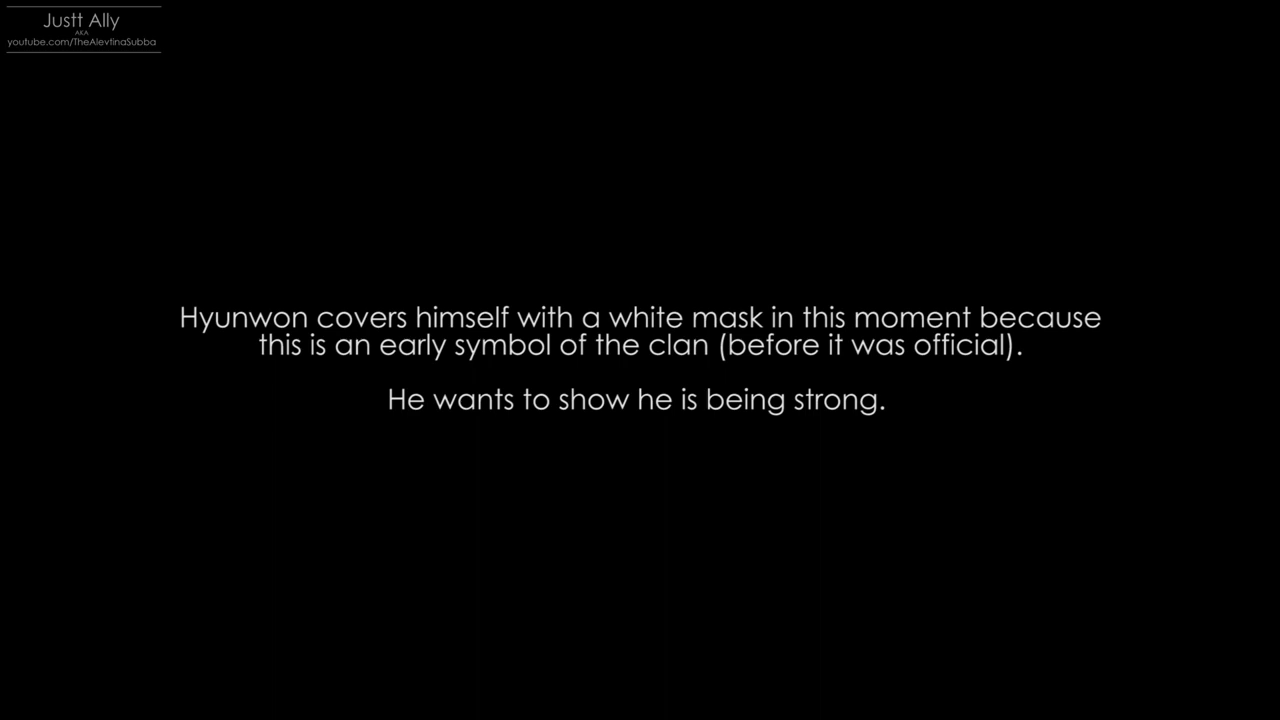 Justt Ally
AKA
youtube.com/TheAlevtinaSubba
Hyunwon covers himself with a white mask in this moment because
this is an early symbol of the clan (before it was official).
He wants to show he is being strong.